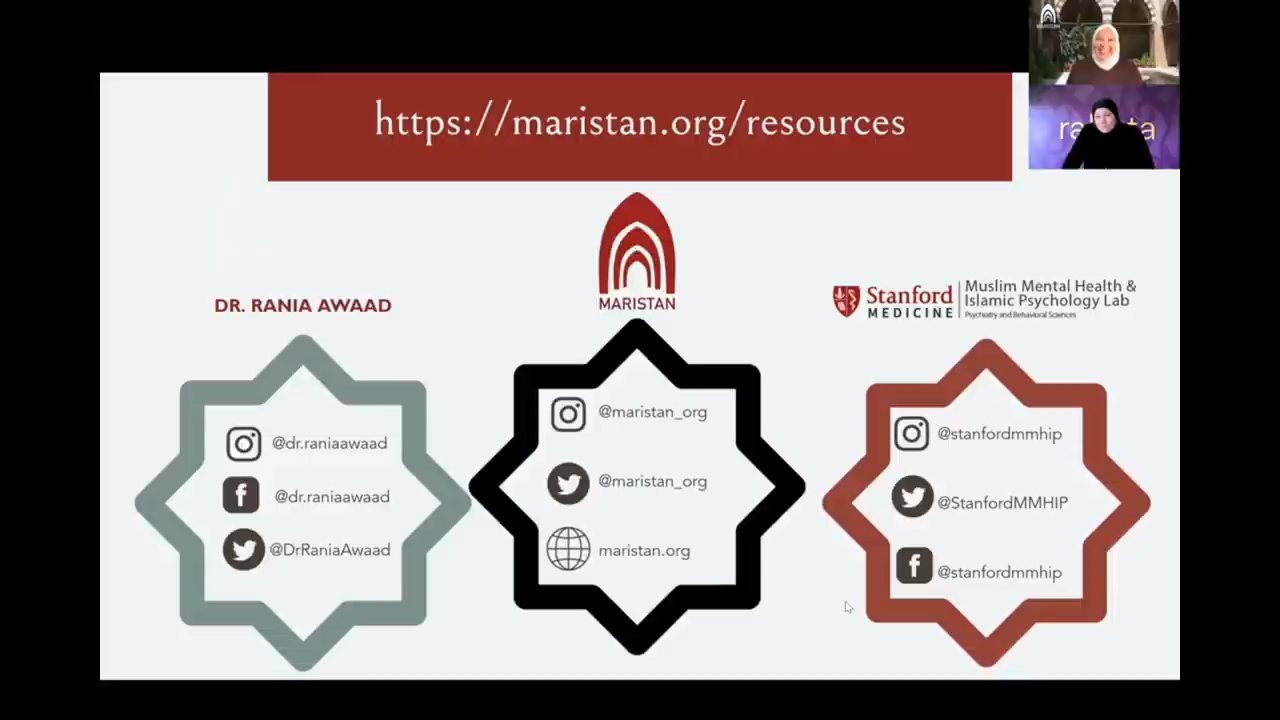 https://maristan.org/resources
MARISTAN
DR. RANIA AWAAD
@dr.raniaawaad
@dr.raniaawaad
@DrRaniaAwaad
MARISTAN
@maristan_org
@maristan_org
maristan.org
Stanford
MEDICINE
Muslim Mental Health &
Islamic Psychology Lab
Psychiatry and Behavioral Sciences
@stanfordmmhip
@StanfordMMHIP
@stanfordmmhip